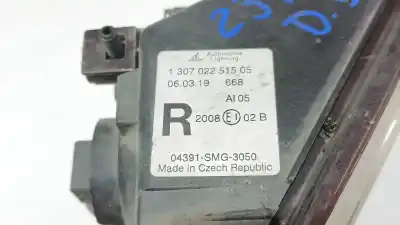 Automotive
Lighting
1 307 022 515 05
06.03.19 668
AI 05
R 2008 E1 02 B
04391-SMG-3050
Made in Czech Republic